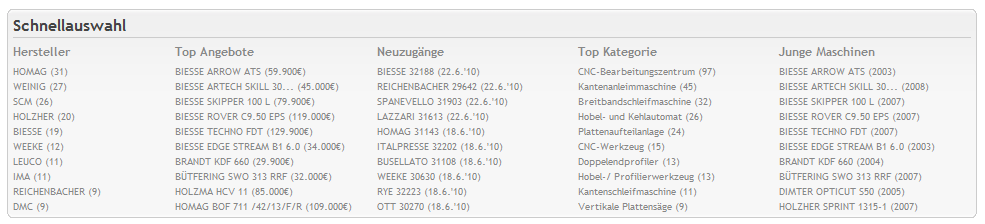 Schnellauswahl
Hersteller Top Angebote Neuzugänge Top Kategorie Junge Maschinen
HOMAG (31) BIESSE ARROW ATS (59.900€) BIESSE 32188 (22.6.'10) CNC-Bearbeitungszentrum (97) BIESSE ARROW ATS (2003)
WEINIG (27) BIESSE ARTECH SKILL 30... (45.000€) REICHENBACHER 29642 (22.6.'10) Kantenanleimmaschine (45) BIESSE ARTECH SKILL 30... (2008)
SCM (26) BIESSE SKIPPER 100 L (79.900€) SPANEVELLO 31903 (22.6.'10) Breitbandschleifmaschine (32) BIESSE SKIPPER 100 L (2007)
HOLZHER (20) BIESSE ROVER C9.50 EPS (119.000€) LAZZARI 31613 (22.6.'10) Hobel- und Kehlautomat (26) BIESSE ROVER C9.50 EPS (2007)
BIESSE (19) BIESSE TECHNO FDT (129.900€) HOMAG 31143 (18.6.'10) Plattenaufteilanlage (24) BIESSE TECHNO FDT (2007)
WEEKE (12) BIESSE EDGE STREAM B1 6.0 (34.000€) ITALPRESSE 32202 (18.6.'10) CNC-Werkzeug (15) BIESSE EDGE STREAM B1 6.0 (2003)
LEUCO (11) BRANDT KDF 660 (29.900€) BUSELLATO 31108 (18.6.'10) Doppelendprofiler (13) BRANDT KDF 660 (2004)
IMA (11) BÜTFERING SWO 313 RRF (32.000€) WEEKE 30630 (18.6.'10) Hobel-/ Profilierwerkzeug (13) BÜTFERING SWO 313 RRF (2007)
REICHENBACHER (9) HOLZMA HCV 11 (85.000€) RYE 32223 (18.6.'10) Kantenschleifmaschine (11) DIMTER OPTICUT S50 (2005)
DMC (9) HOMAG BOF 711 /42/13/F/R (109.000€) OTT 30270 (18.6.'10) Vertikale Plattensäge (9) HOLZHER SPRINT 1315-1 (2007)